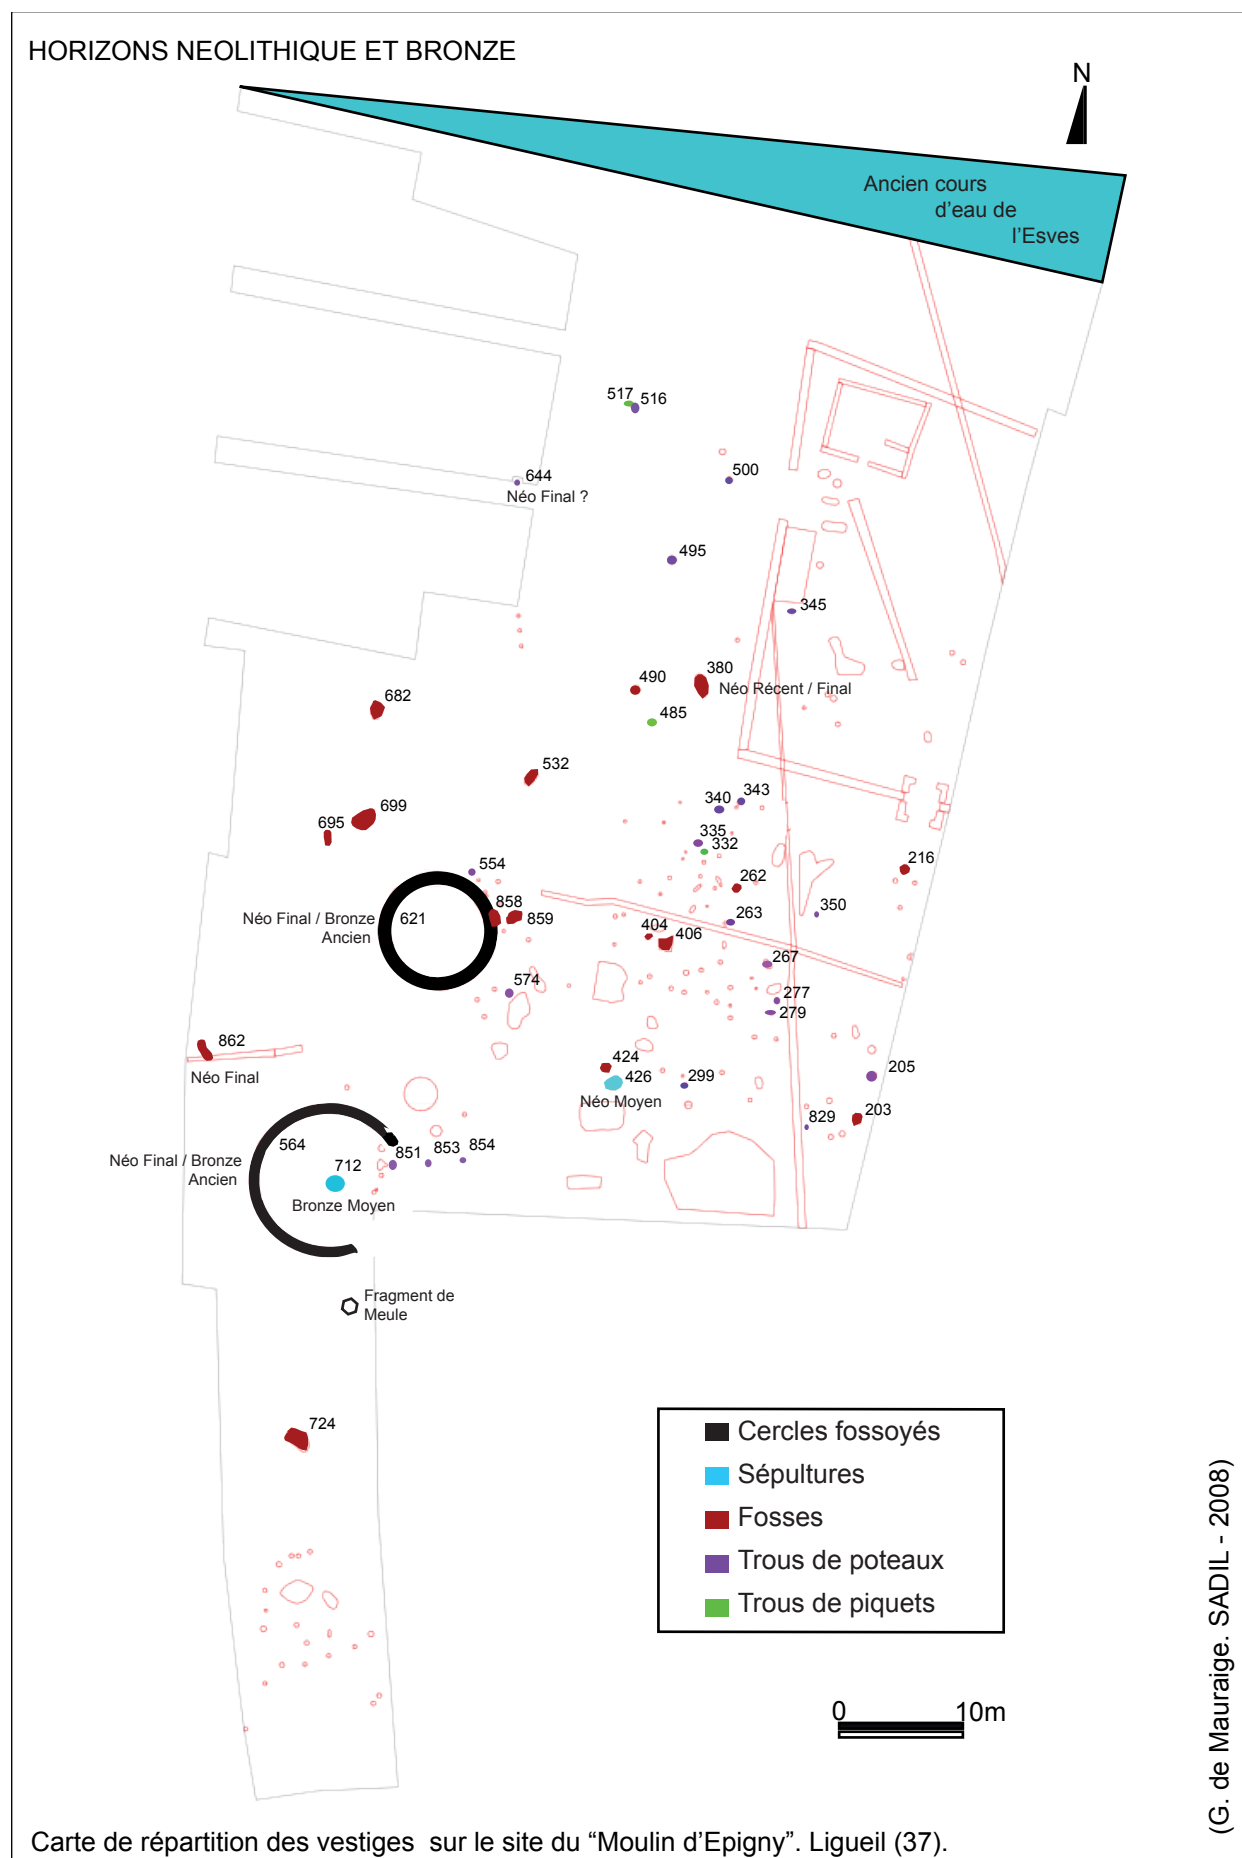 HORIZONS NEOLITHIQUE ET BRONZE
N
Ancien cours
d'eau de
l'Esves
517
516
644
Néo Final ?
500
495
345
490
380
Néo Récent / Final
485
682
532
699
695
340
343
335
332
554
262
216
Néo Final / Bronze
Ancien
621
858
859
404
406
263
350
267
574
277
279
862
Néo Final
424
426
Néo Moyen
299
205
203
829
564
Néo Final / Bronze
Ancien
851
853
854
712
Bronze Moyen
Fragment de
Meule
724
Cercles fossoyés
Sépultures
Fosses
Trous de poteaux
Trous de piquets
0 10m
(G. de Mauraige. SADIL - 2008)
Carte de répartition des vestiges sur le site du “Moulin d’Epigny”. Ligueil (37).